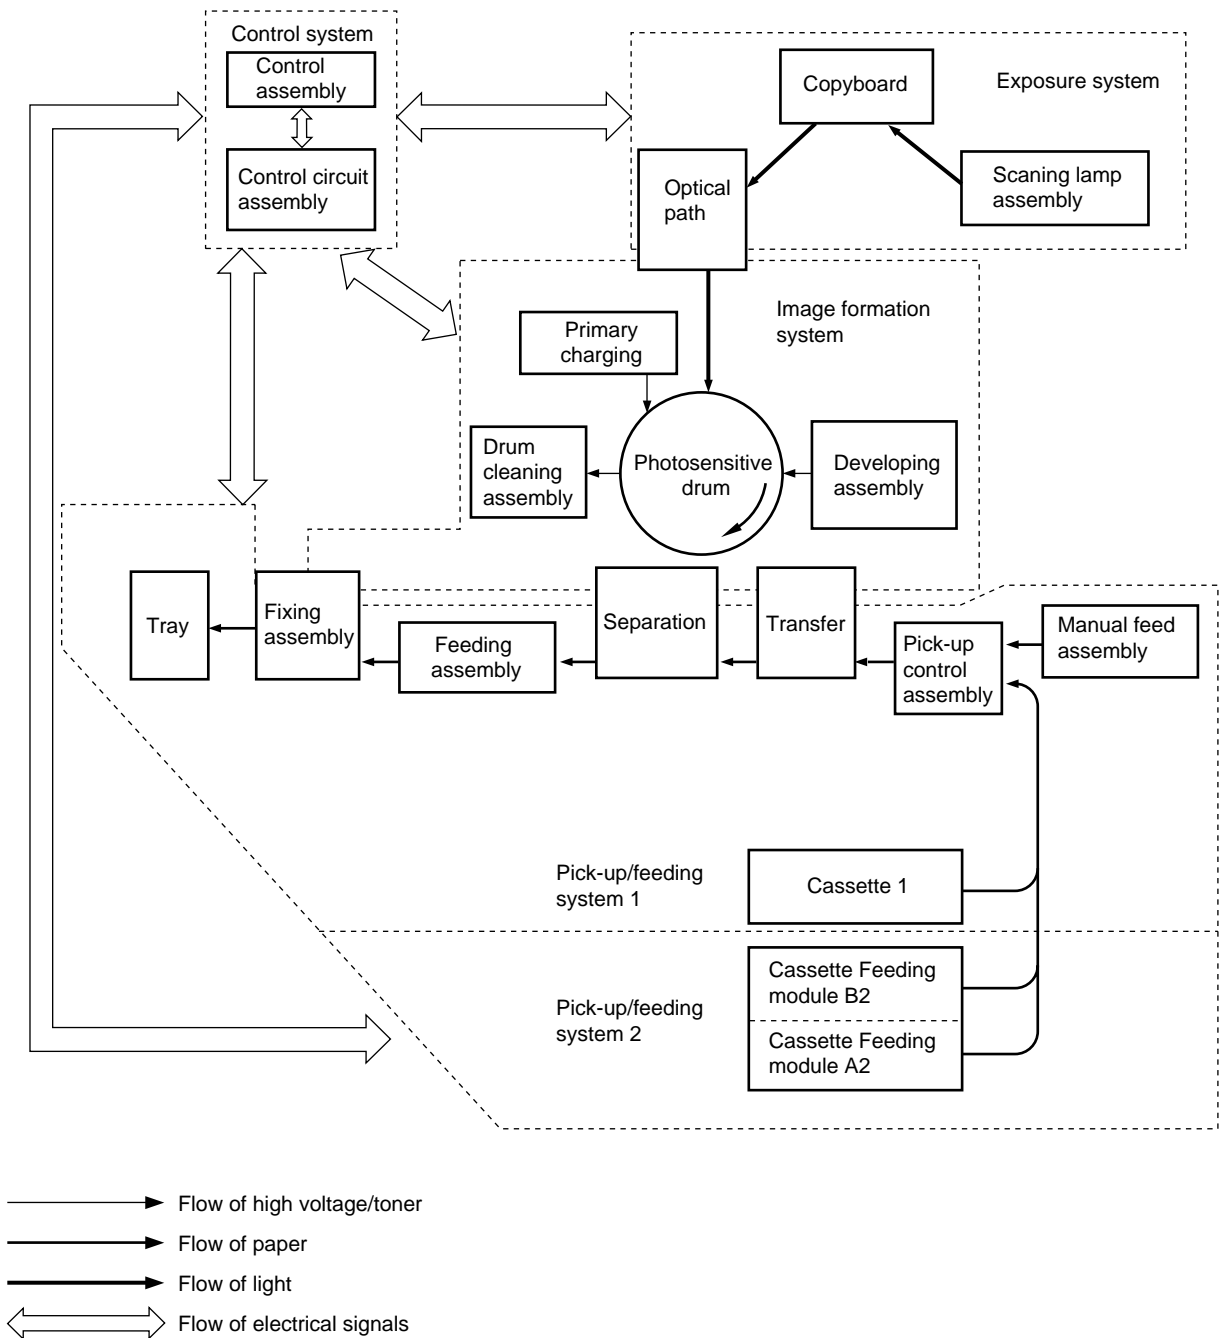 Control system
Control
assembly
Control circuit
assembly
Copyboard
Exposure system
Optical
path
Scaning lamp
assembly
Image formation
system
Primary
charging
Drum
cleaning
assembly
Photosensitive
drum
Developing
assembly
Tray
Fixing
assembly
Feeding
assembly
Separation
Transfer
Pick-up
control
assembly
Manual feed
assembly
Pick-up/feeding
system 1
Cassette 1
Pick-up/feeding
system 2
Cassette Feeding
module B2
Cassette Feeding
module A2
Flow of high voltage/toner
Flow of paper
Flow of light
Flow of electrical signals